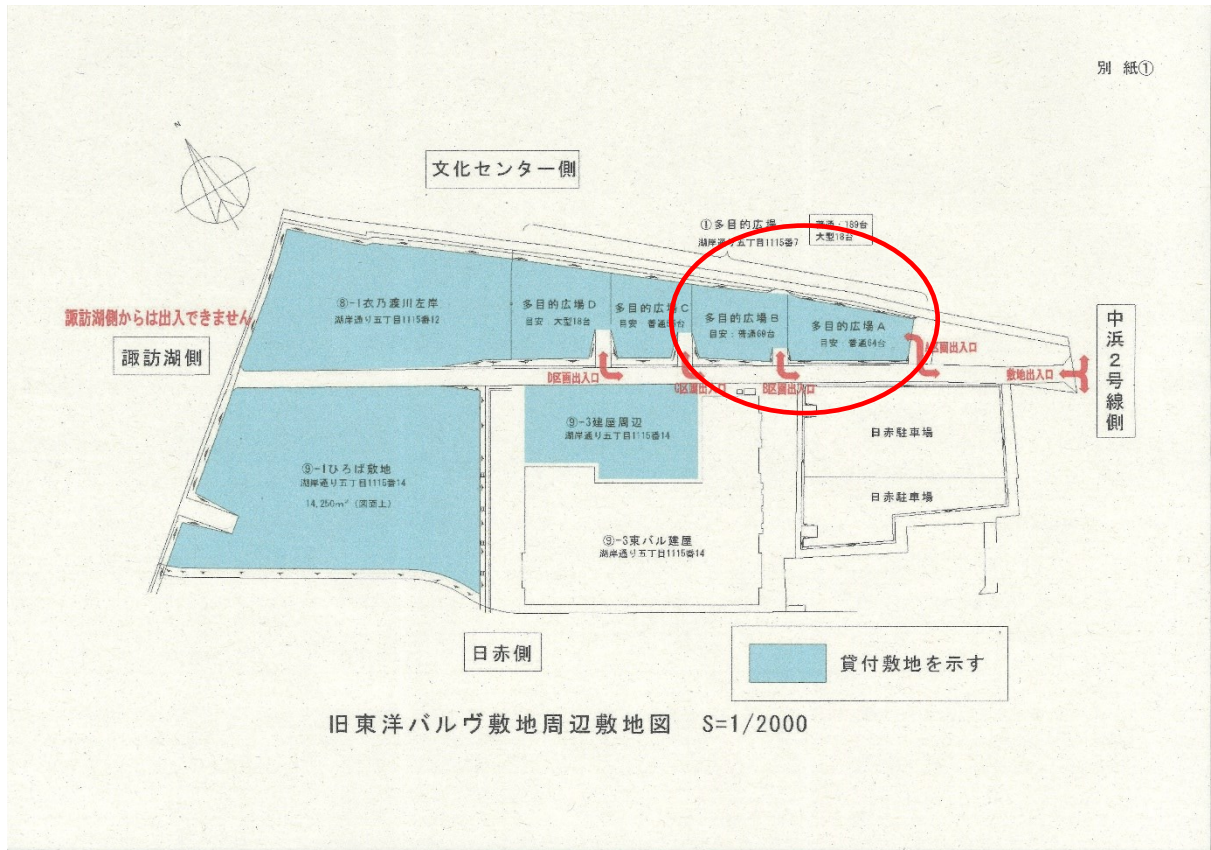 別 紙①
N
文化センター側
①多目的広場
湖岸通り五丁目1115番7
普通：189台
大型18台
⑧-1衣乃渡川左岸
湖岸通り五丁目1115番12
多目的広場D
目安：大型18台
多目的広場C
多目的広場B
目安：普通69台
多目的広場A
目安：普通64台
諏訪湖側からは出入できません
諏訪湖側
D区画出入口
C区画出入口
B区画出入口
A区画出入口
敷地出入口
中浜2号線側
⑨-3建屋周辺
湖岸通り五丁目1115番14
日赤駐車場
⑨-1ひろば敷地
湖岸通り五丁目1115番14
14,250m²（図面上）
日赤駐車場
⑨-3東バル建屋
湖岸通り五丁目1115番14
日赤側
貸付敷地を示す
旧東洋バルヴ敷地周辺敷地図 S=1/2000